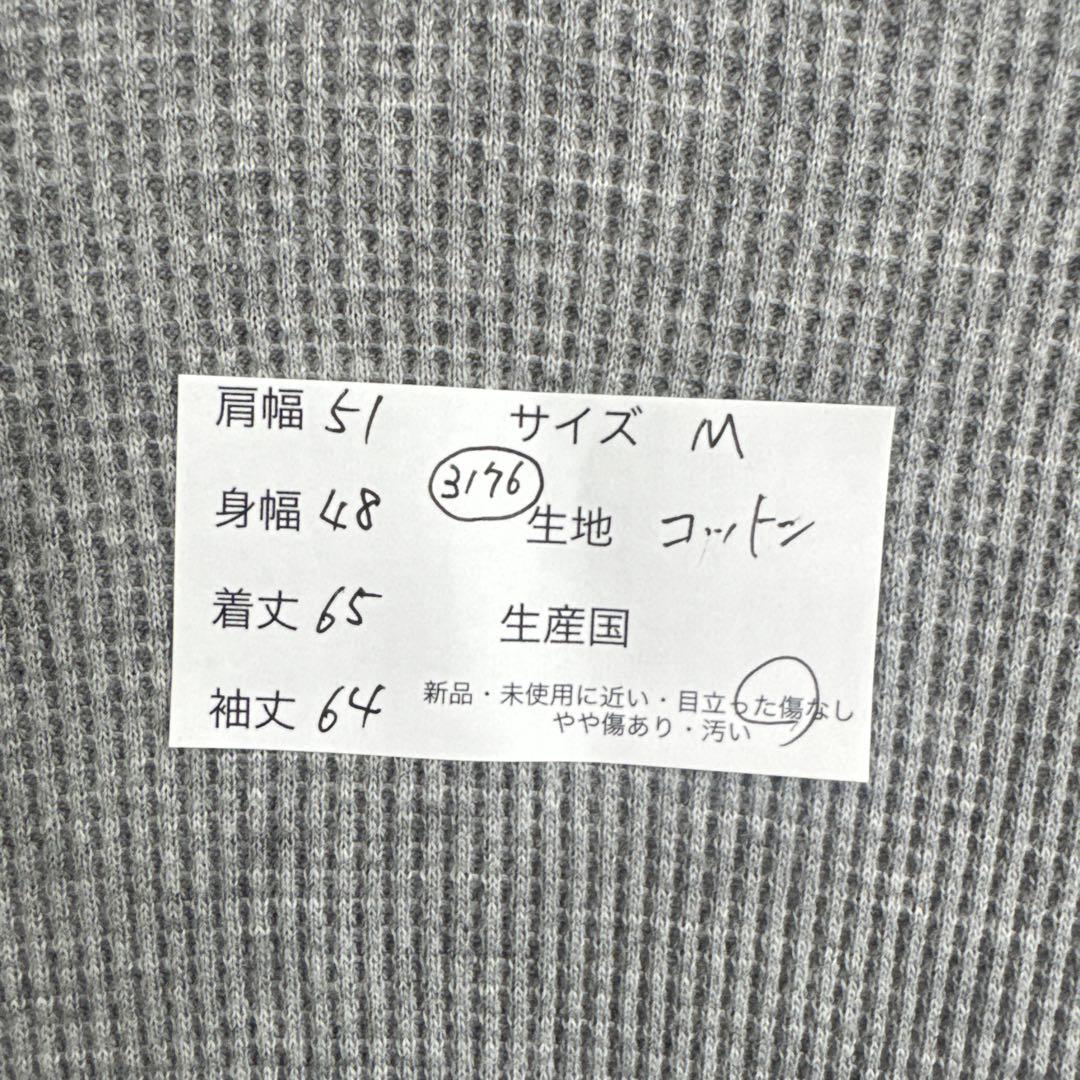 肩幅 51
サイズ M
3176
身幅 48
生地 コットン
着丈 65
生産国
袖丈 64
新品・未使用に近い・目立った傷なし
やや傷あり・汚い